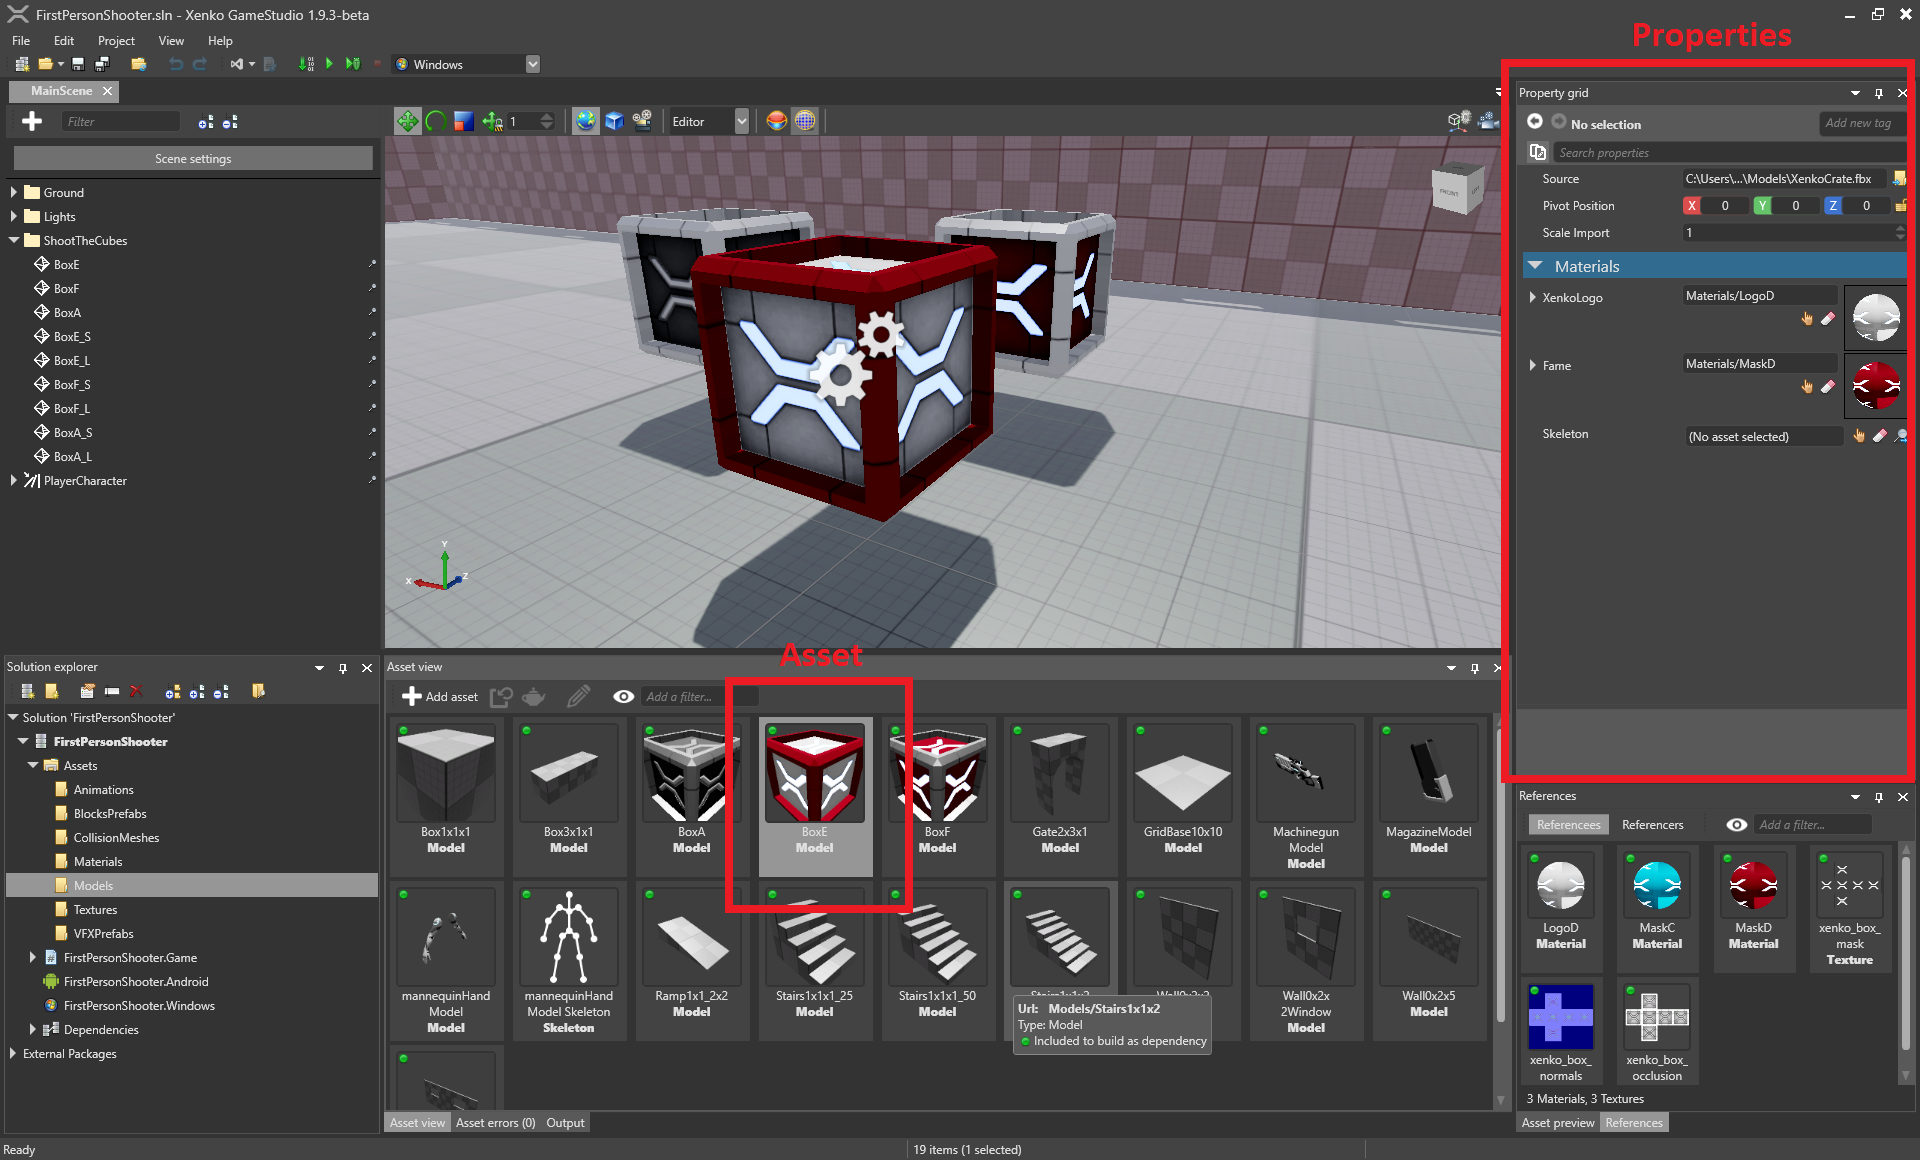 FirstPersonShooter.sln - Xenko GameStudio 1.9.3-beta
File Edit Project View Help
Properties
Windows
MainScene
Filter
1
Editor
Scene settings
Ground
Lights
ShootTheCubes
BoxE
BoxF
BoxA
BoxE_S
BoxE_L
BoxF_S
BoxF_L
BoxA_S
BoxA_L
PlayerCharacter
FRONT
Y
X
Z
Property grid
No selection
Add new tag
Search properties
Source C:\Users\...\Models\XenkoCrate.fbx
Pivot Position X 0 Y 0 Z 0
Scale Import 1
Materials
XenkoLogo Materials/LogoD
Fame Materials/MaskD
Skeleton (No asset selected)
Solution explorer
Solution 'FirstPersonShooter'
FirstPersonShooter
Assets
Animations
BlocksPrefabs
CollisionMeshes
Materials
Models
Textures
VFXPrefabs
FirstPersonShooter.Game
FirstPersonShooter.Android
FirstPersonShooter.Windows
Dependencies
External Packages
Asset
Asset view
Add asset
Add a filter...
Box1x1x1
Model
Box3x1x1
Model
BoxA
Model
BoxE
Model
BoxF
Model
Gate2x3x1
Model
GridBase10x10
Model
Machinegun
Model
Model
MagazineModel
Model
mannequinHand
Model
Model
mannequinHand
Model Skeleton
Skeleton
Ramp1x1_2x2
Model
Stairs1x1x1_25
Model
Stairs1x1x1_50
Model
Stairs1x1x2
Wall0x2x2
Wall0x2x
2Window
Model
Wall0x2x5
Model
Url: Models/Stairs1x1x2
Type: Model
Included to build as dependency
Asset view Asset errors (0) Output
References
Referencees Referencers
Add a filter...
LogoD
Material
MaskC
Material
MaskD
Material
xenko_box_
mask
Texture
xenko_box_
normals
xenko_box_
occlusion
3 Materials, 3 Textures
Asset preview References
Ready
19 items (1 selected)